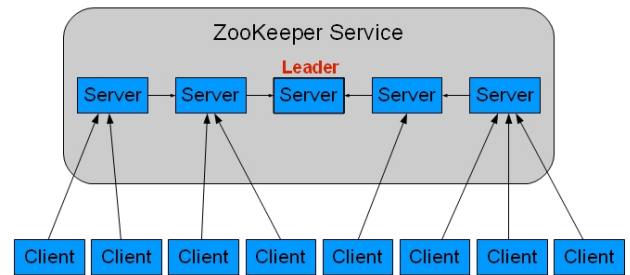 ZooKeeper Service
Leader
Server Server Server Server Server
Client Client Client Client Client Client Client Client